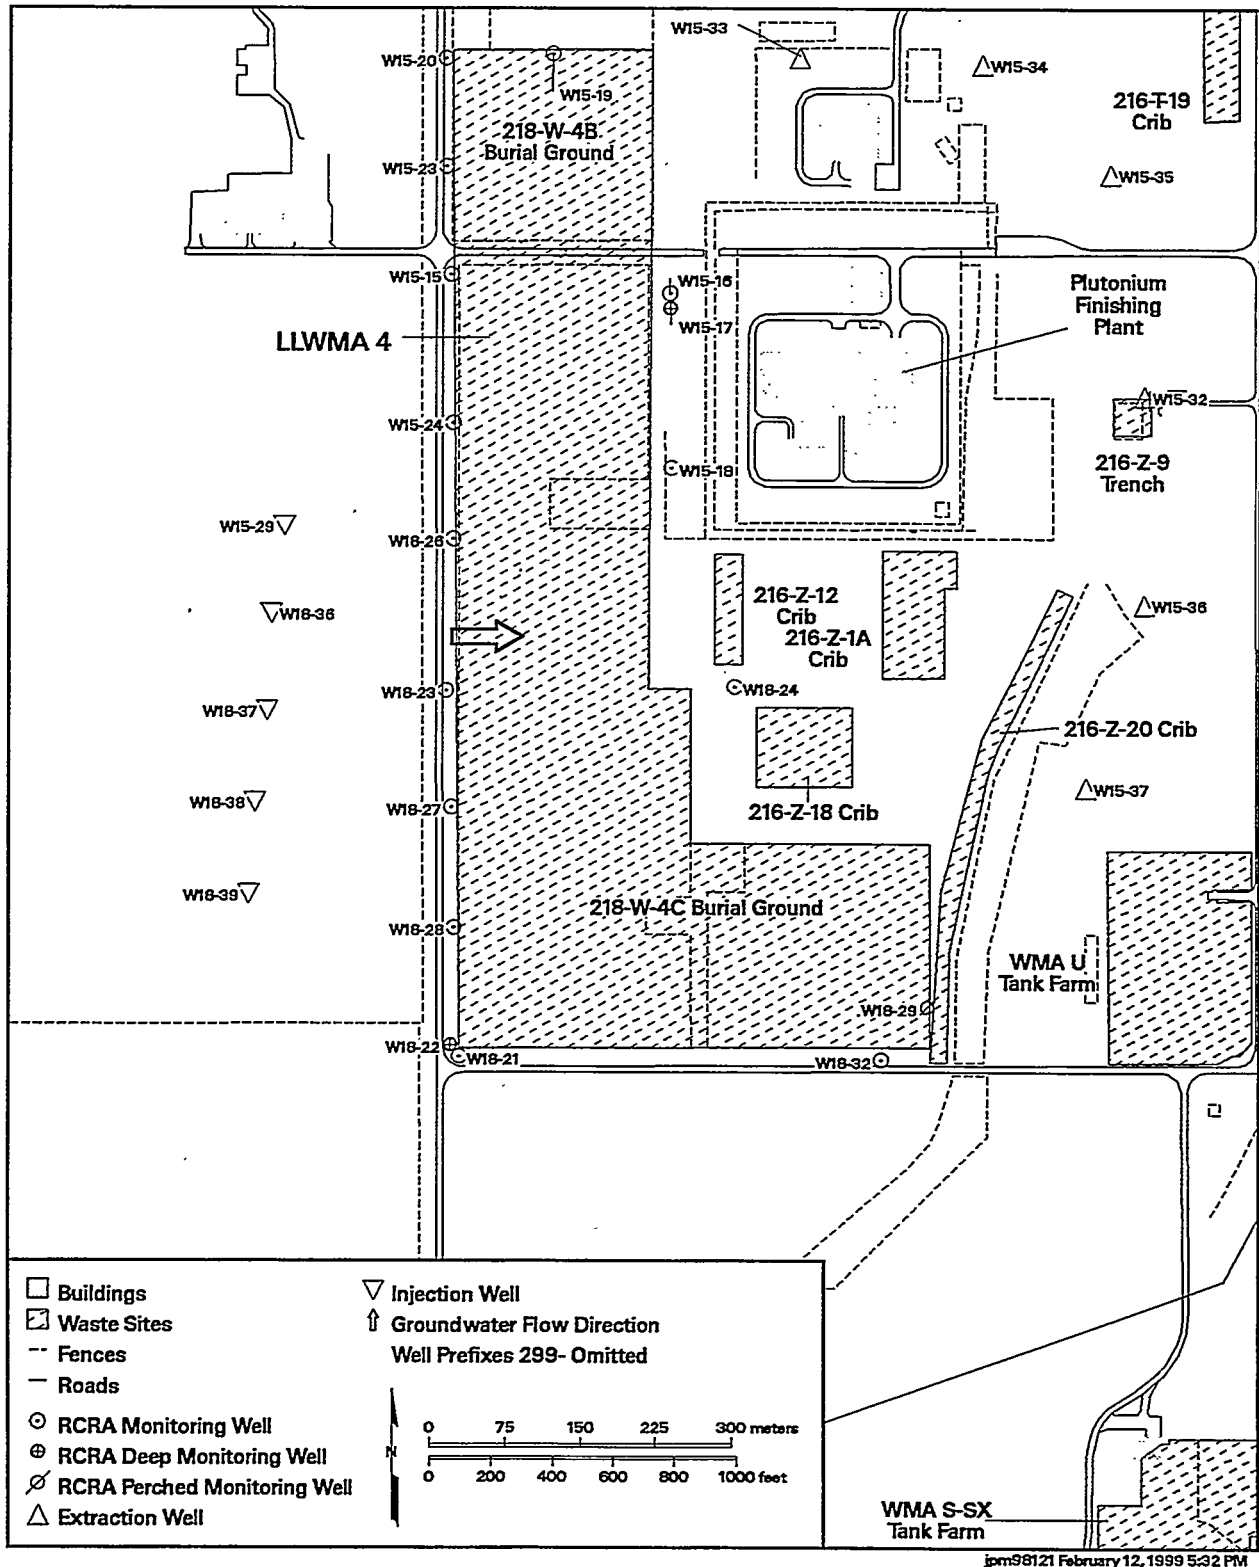 W15-33
W15-20
W15-34
W15-19
216-T-19
Crib
218-W-4B
Burial Ground
W15-23
W15-35
W15-15
W15-16
Plutonium
Finishing
Plant
W15-17
LLWMA 4
W15-32
W15-24
W15-18
216-Z-9
Trench
W15-29
W18-26
216-Z-12
Crib
W18-36
W15-36
216-Z-1A
Crib
W18-23
W18-24
W18-37
216-Z-20 Crib
W18-38
W18-27
W15-37
216-Z-18 Crib
W18-39
218-W-4C Burial Ground
W18-28
WMA U
Tank Farm
W18-29
W18-22
W18-21
W18-32
Buildings
Waste Sites
Fences
Roads
RCRA Monitoring Well
RCRA Deep Monitoring Well
RCRA Perched Monitoring Well
Extraction Well
Injection Well
Groundwater Flow Direction
Well Prefixes 299- Omitted
N
0 75 150 225 300 meters
0 200 400 600 800 1000 feet
WMA S-SX
Tank Farm
jpm98121 February 12, 1999 5:32 PM